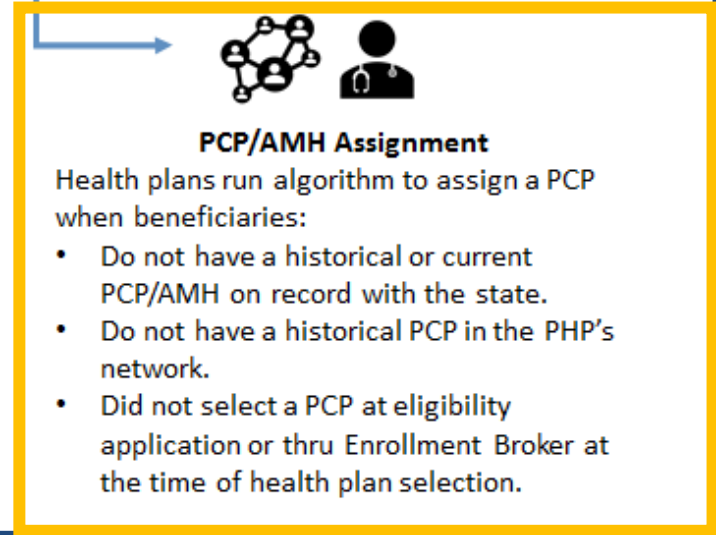 PCP/AMH Assignment
Health plans run algorithm to assign a PCP
when beneficiaries:
• Do not have a historical or current
PCP/AMH on record with the state.
• Do not have a historical PCP in the PHP's
network.
• Did not select a PCP at eligibility
application or thru Enrollment Broker at
the time of health plan selection.